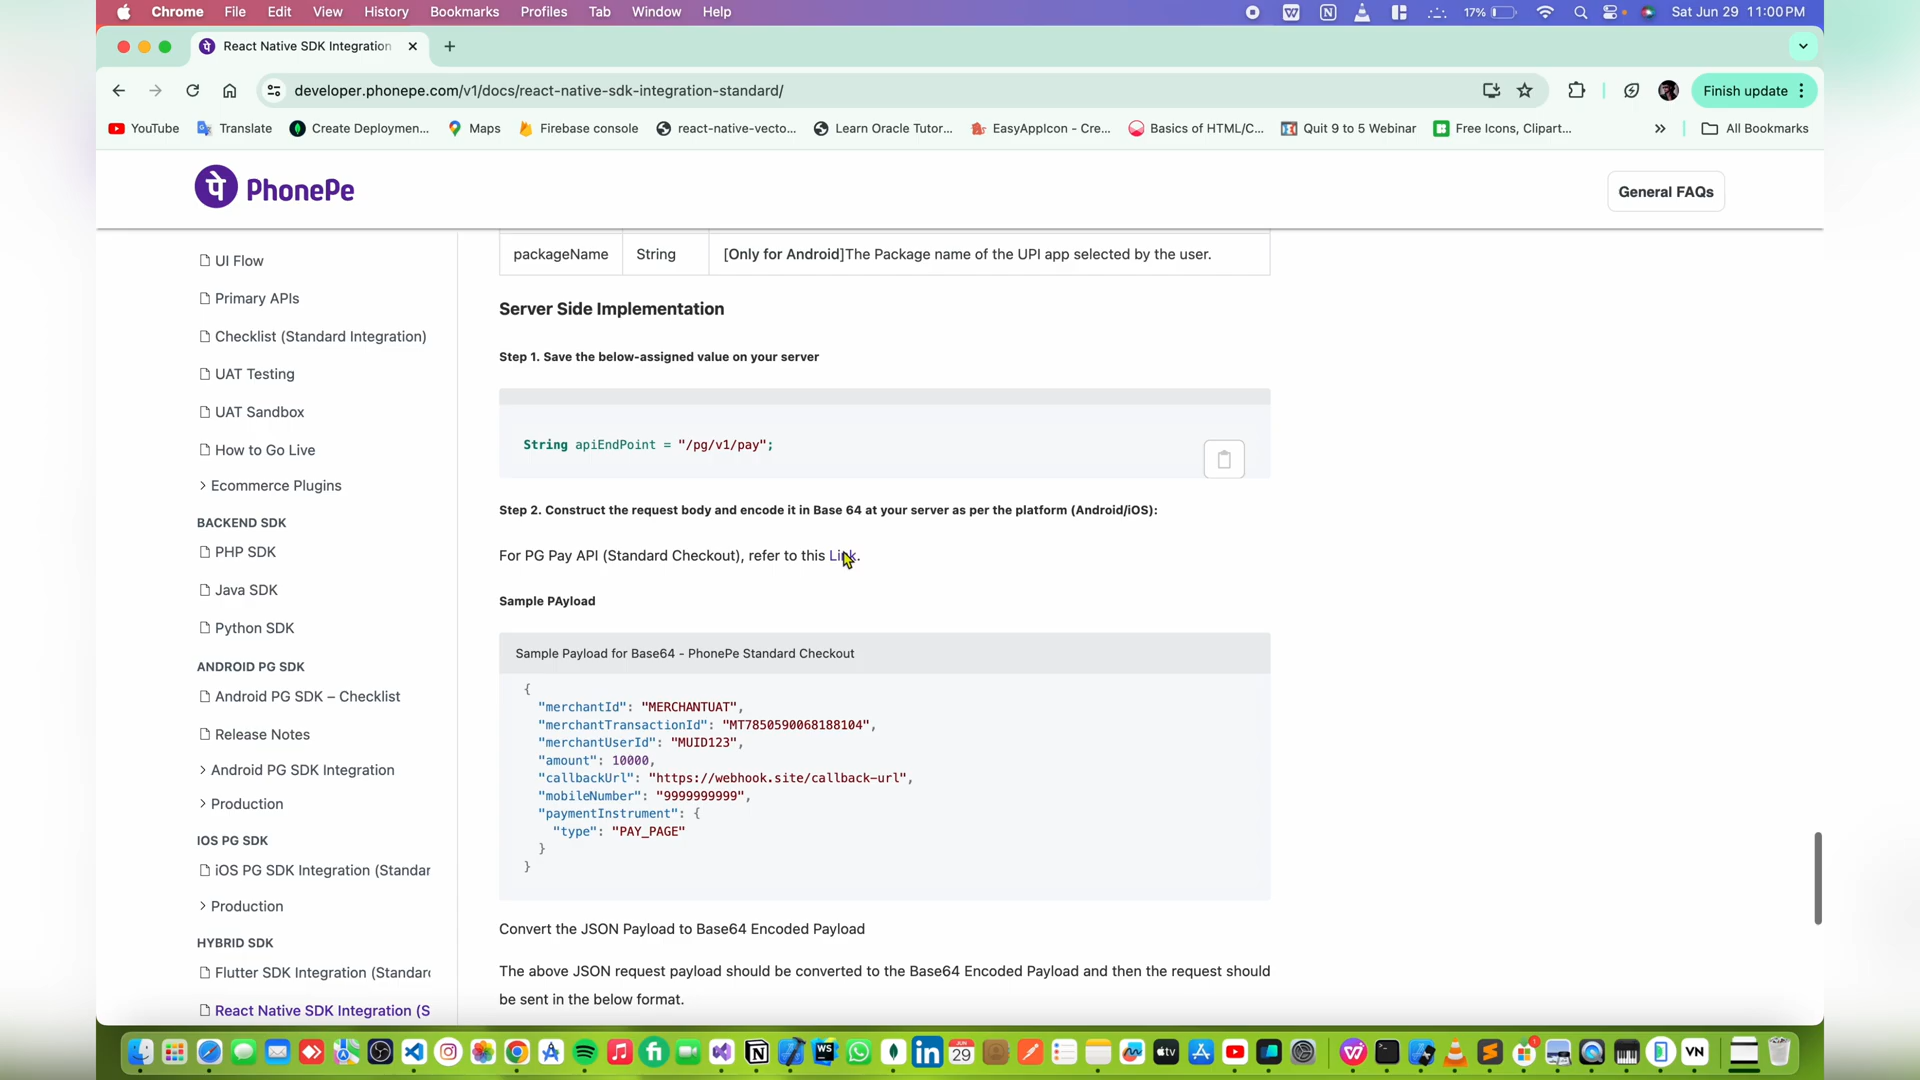 Chrome File Edit View History Bookmarks Profiles Tab Window Help 17% Sat Jun 29 11:00 PM
React Native SDK Integration
developer.phonepe.com/v1/docs/react-native-sdk-integration-standard/ Finish update
YouTube Translate Create Deploymen... Maps Firebase console react-native-vecto... Learn Oracle Tutor... EasyAppIcon - Cre... Basics of HTML/C... Quit 9 to 5 Webinar Free Icons, Clipart... » All Bookmarks
पे PhonePe General FAQs
UI Flow
Primary APIs
Checklist (Standard Integration)
UAT Testing
UAT Sandbox
How to Go Live
> Ecommerce Plugins
BACKEND SDK
PHP SDK
Java SDK
Python SDK
ANDROID PG SDK
Android PG SDK – Checklist
Release Notes
> Android PG SDK Integration
> Production
IOS PG SDK
iOS PG SDK Integration (Standar
> Production
HYBRID SDK
Flutter SDK Integration (Standar
React Native SDK Integration (S
packageName String [Only for Android]The Package name of the UPI app selected by the user.
Server Side Implementation
Step 1. Save the below-assigned value on your server
String apiEndPoint = "/pg/v1/pay";
Step 2. Construct the request body and encode it in Base 64 at your server as per the platform (Android/iOS):
For PG Pay API (Standard Checkout), refer to this Link.
Sample PAyload
Sample Payload for Base64 - PhonePe Standard Checkout
{
"merchantId": "MERCHANTUAT",
"merchantTransactionId": "MT7850590068188104",
"merchantUserId": "MUID123",
"amount": 10000,
"callbackUrl": "https://webhook.site/callback-url",
"mobileNumber": "9999999999",
"paymentInstrument": {
"type": "PAY_PAGE"
}
}
Convert the JSON Payload to Base64 Encoded Payload
The above JSON request payload should be converted to the Base64 Encoded Payload and then the request should
be sent in the below format.